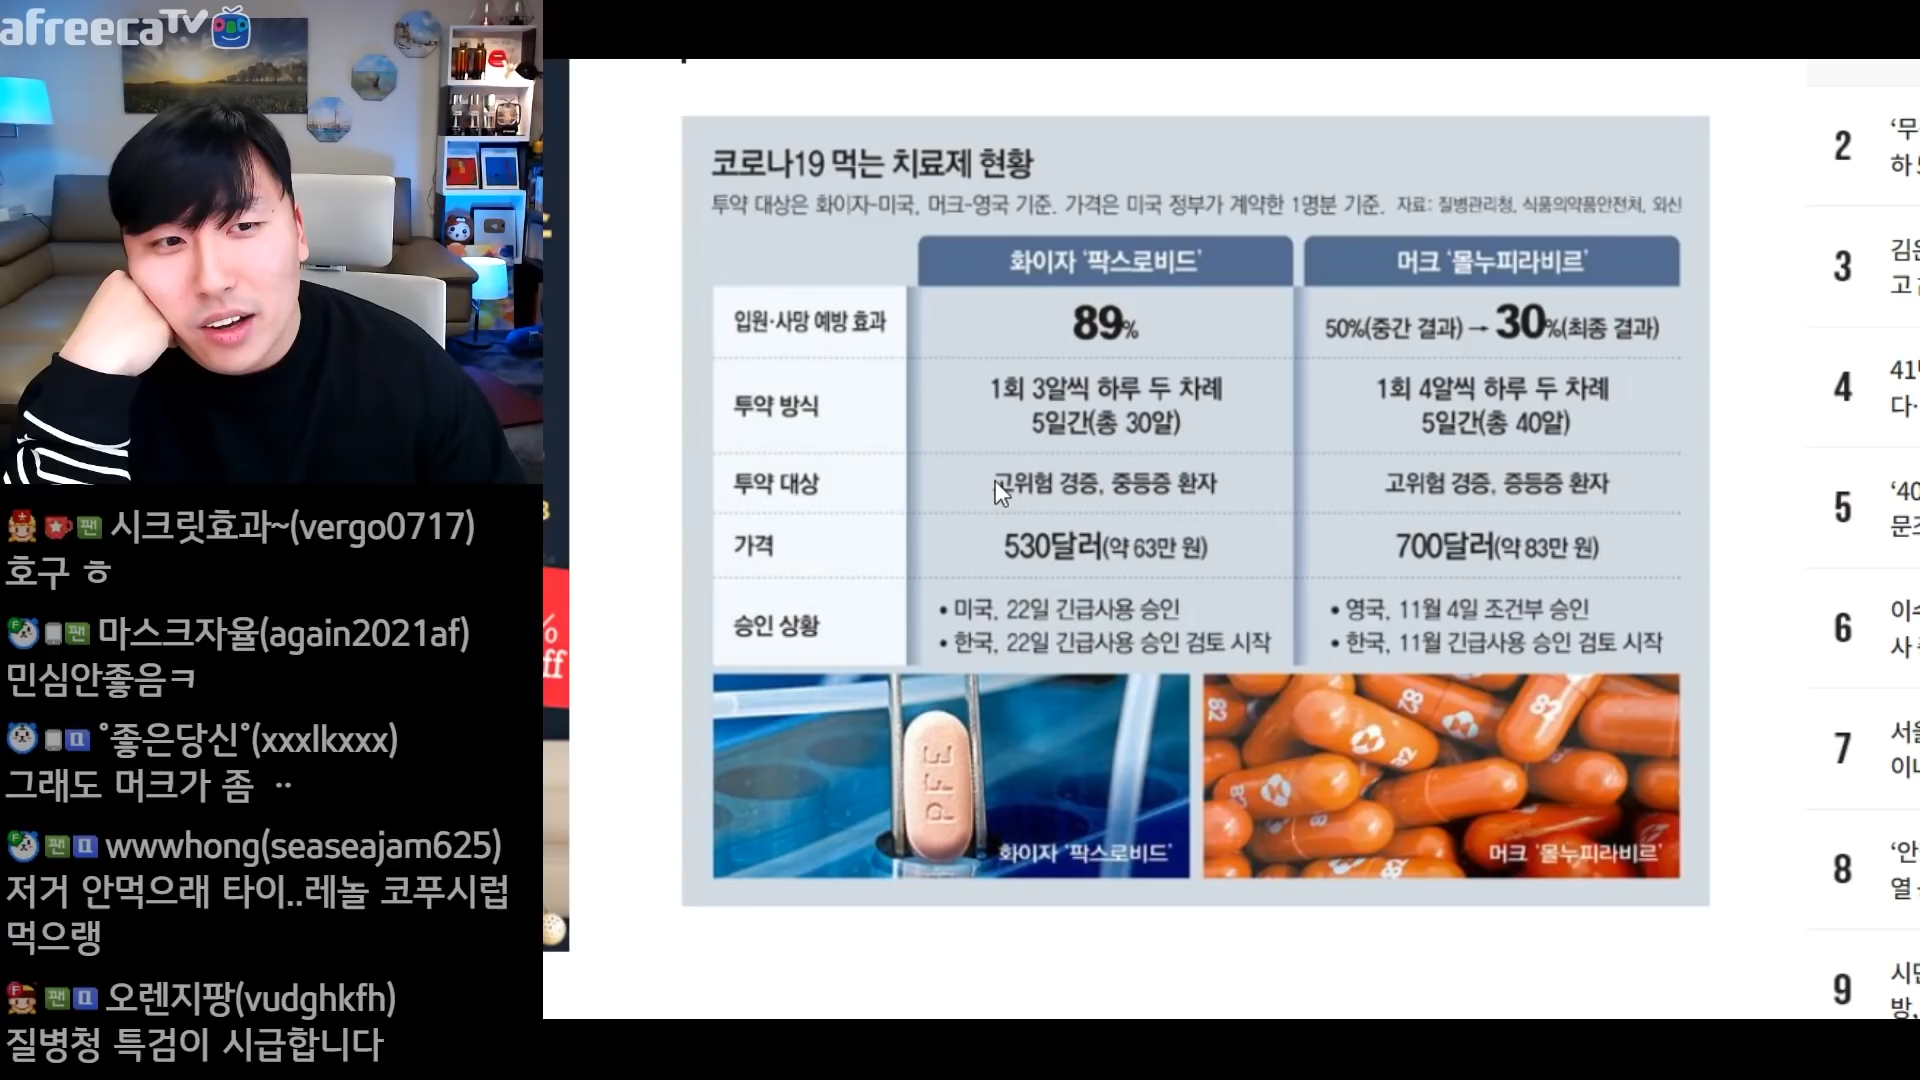 afreecaTV
시크릿효과~(vergo0717)
호구 ㅎ
마스크자율(again2021af)
민심안좋음ㅋ
˚좋은당신˚(xxxlkxxx)
그래도 머크가 좀 ··
wwwhong(seaseajam625)
저거 안먹으래 타이..레놀 코푸시럽
먹으랭
오렌지팡(vudghkfh)
질병청 특검이 시급합니다
코로나19 먹는 치료제 현황
투약 대상은 화이자-미국, 머크-영국 기준. 가격은 미국 정부가 계약한 1명분 기준. 자료: 질병관리청, 식품의약품안전처, 외신
화이자 '팍스로비드' 머크 '몰누피라비르'
입원·사망 예방 효과 89% 50%(중간 결과)→30%(최종 결과)
투약 방식
1회 3알씩 하루 두 차례
5일간(총 30알)
1회 4알씩 하루 두 차례
5일간(총 40알)
투약 대상 고위험 경증, 중등증 환자 고위험 경증, 증등증 환자
가격 530달러(약 63만 원) 700달러(약 83만 원)
승인 상황
• 미국, 22일 긴급사용 승인
• 한국, 22일 긴급사용 승인 검토 시작
• 영국, 11월 4일 조건부 승인
• 한국, 11월 긴급사용 승인 검토 시작
PFE
화이자 '팍스로비드'
머크 '몰누피라비르'
% 
ff
2
3
4
41
5
'40
6
이수
7
8
'안
9